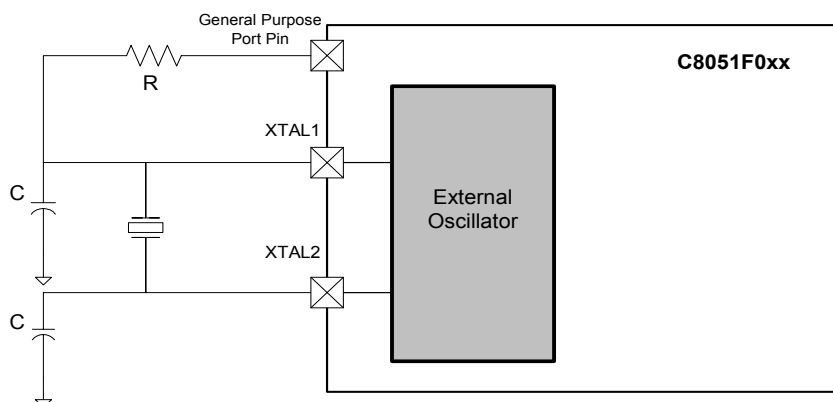 General Purpose
Port Pin
C8051F0xx
R
XTAL1
C
External
Oscillator
XTAL2
C